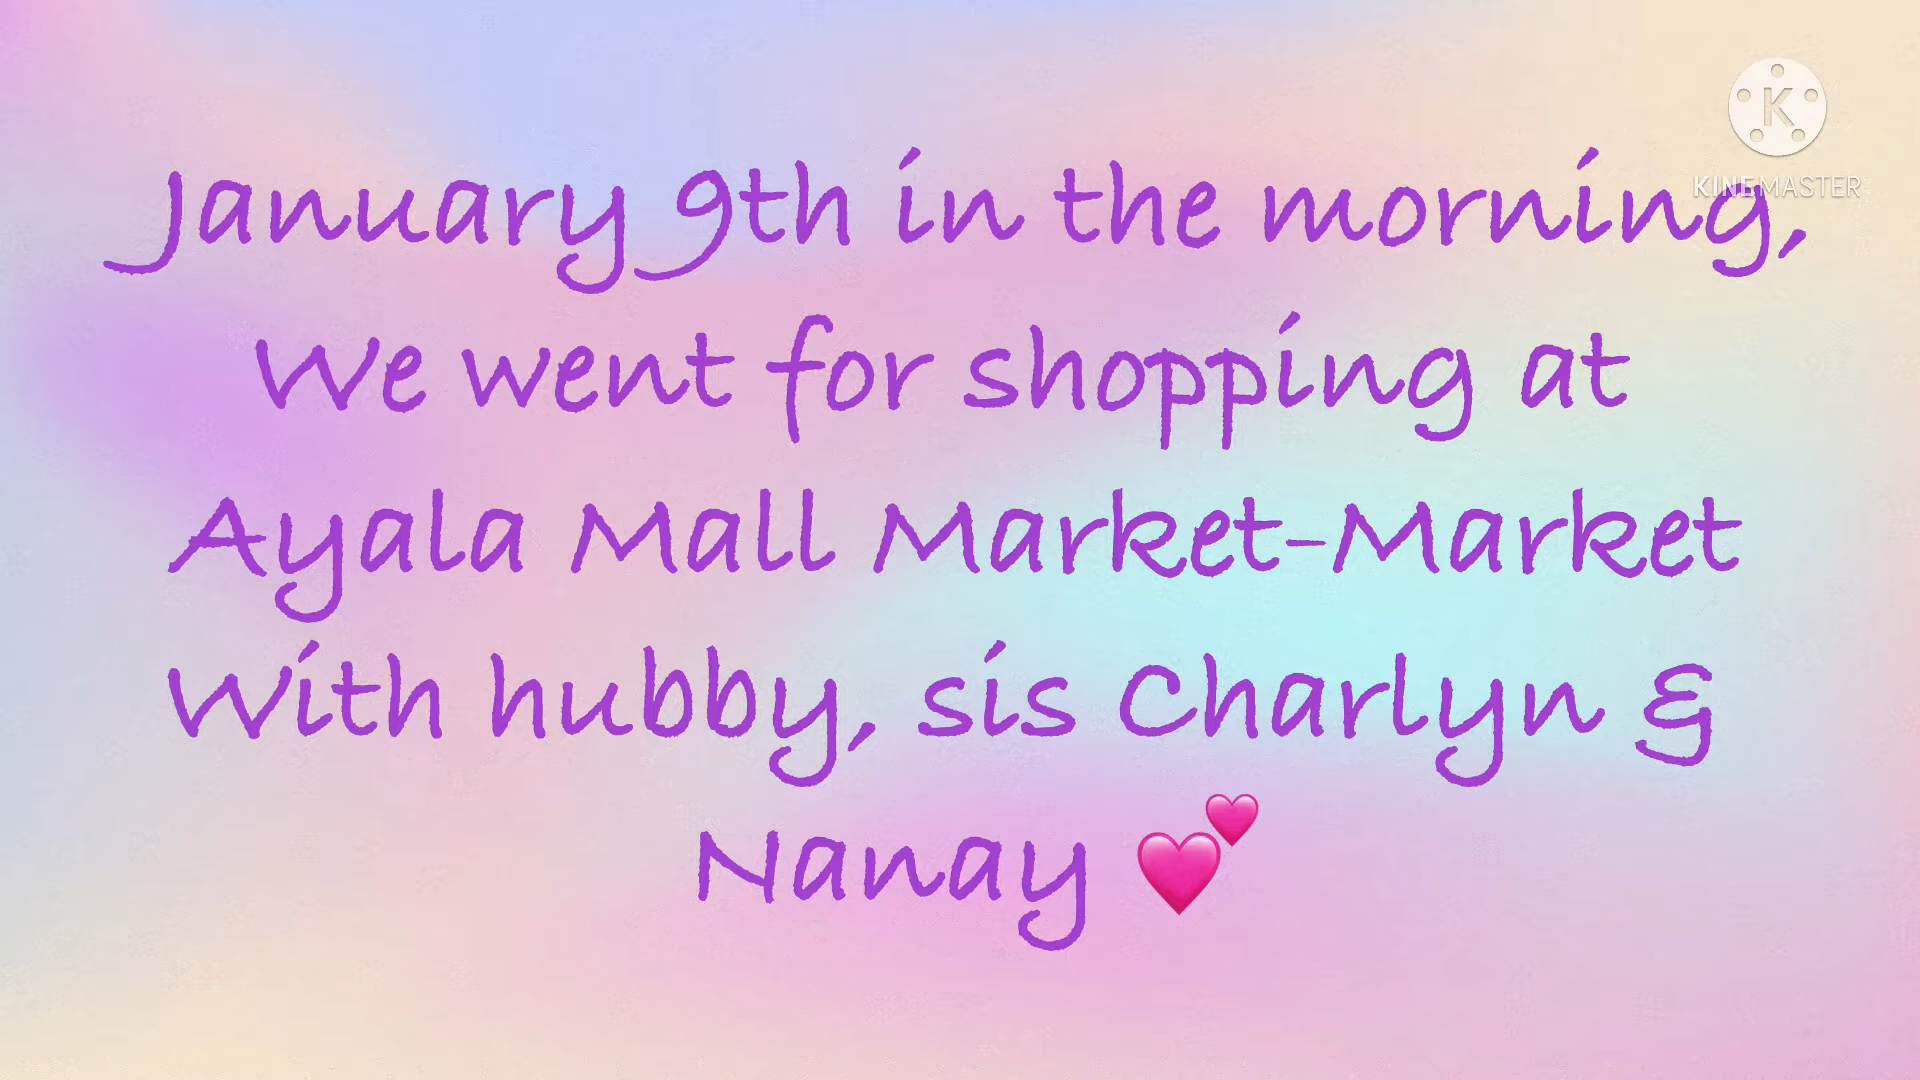 K
KINEMASTER
January 9th in the morning,
We went for shopping at
Ayala Mall Market-Market
With hubby, sis Charlyn &
Nanay 💕